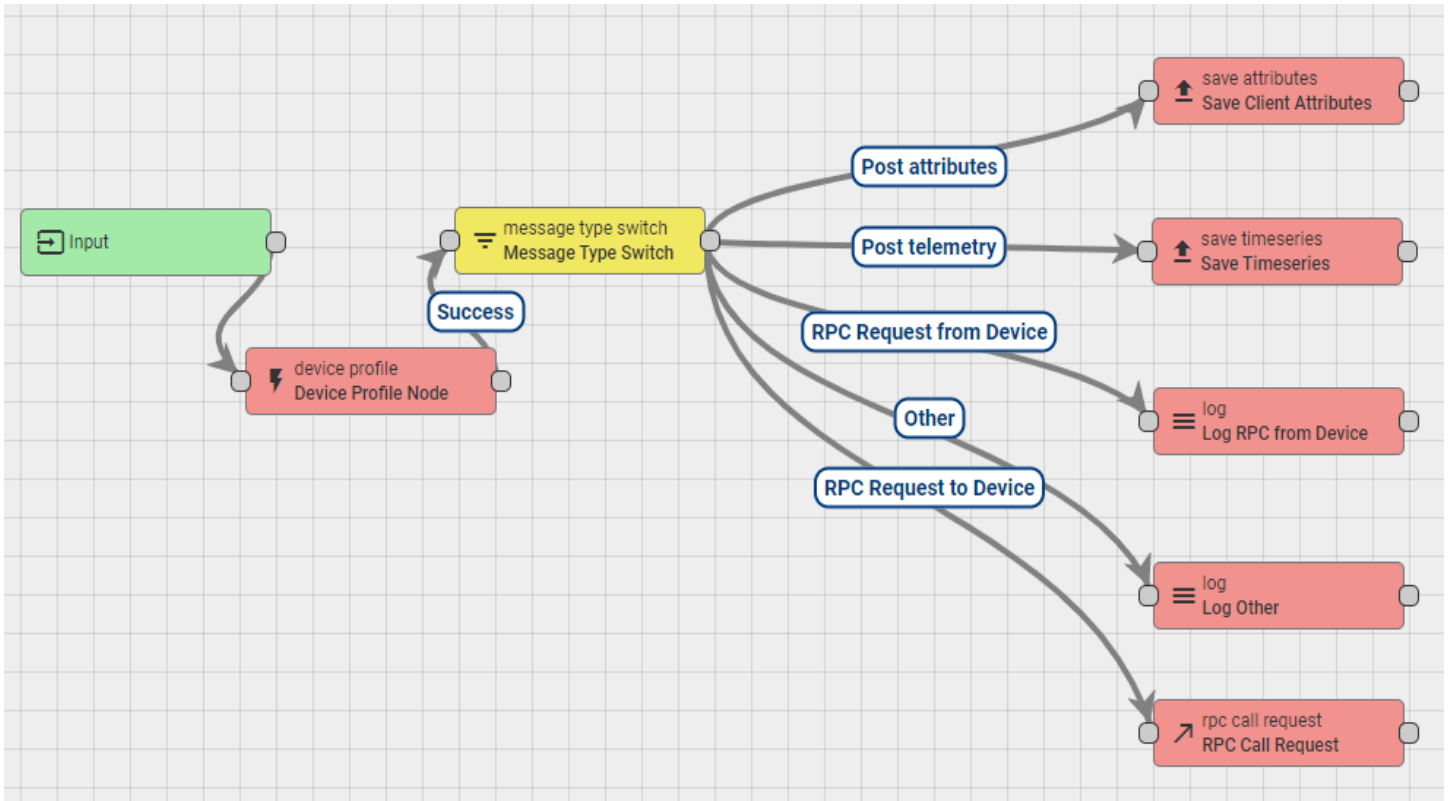 Input
device profile
Device Profile Node
Success
message type switch
Message Type Switch
Post attributes
Post telemetry
RPC Request from Device
Other
RPC Request to Device
save attributes
Save Client Attributes
save timeseries
Save Timeseries
log
Log RPC from Device
log
Log Other
rpc call request
RPC Call Request